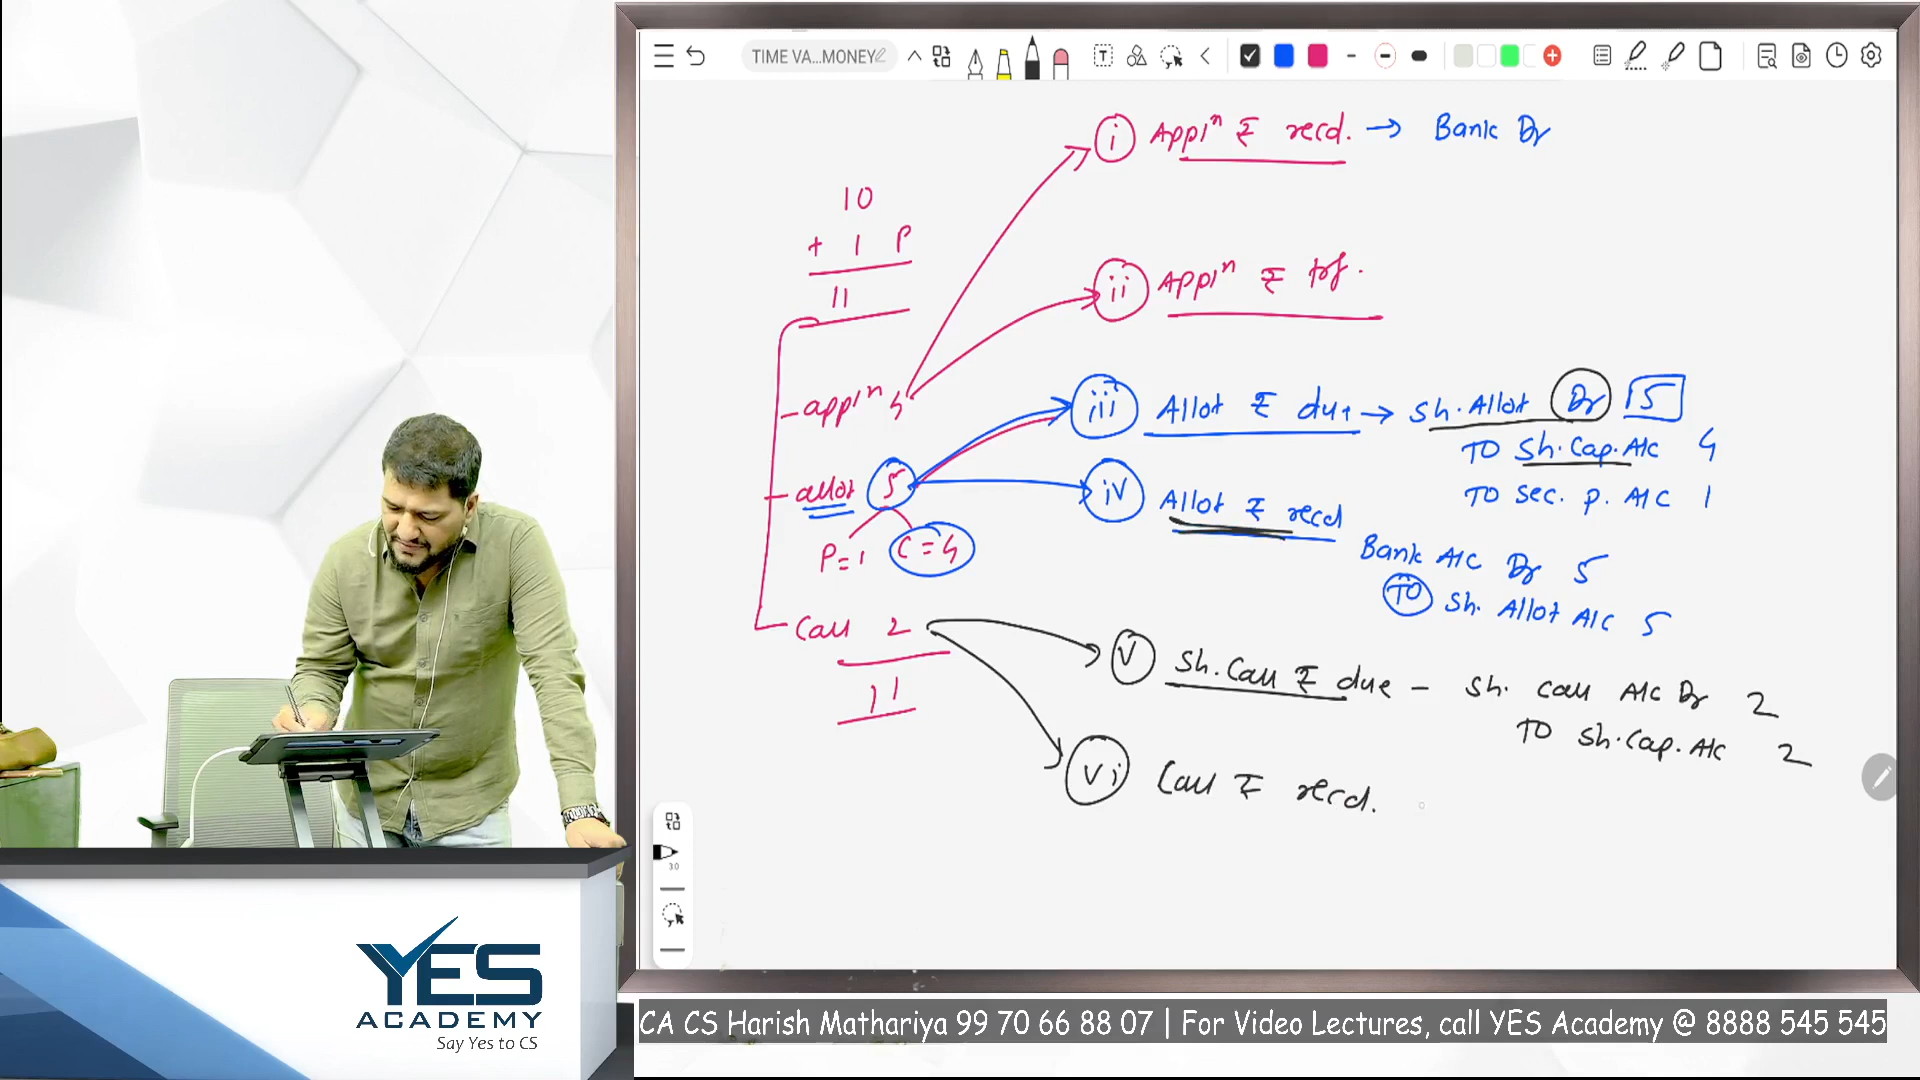 TIME VA...MONEY
i Applⁿ ₹ recd. → Bank Dr
10
+ 1 P
11
ii Applⁿ ₹ trf.
- applⁿ 4
iii Allot ₹ due → Sh. Allot Dr 5
TO Sh. Cap. A/c 4
TO Sec. P. A/c 1
- allot 5
iv Allot ₹ recd
P = 1 C = 4
Bank A/c Dr 5
TO Sh. Allot A/c 5
- Call 2
11
v Sh. Call ₹ due - Sh. Call A/c Dr 2
TO Sh. Cap. A/c 2
vi Call ₹ recd.
30
YES
ACADEMY
Say Yes to CS
CA CS Harish Mathariya 99 70 66 88 07 | For Video Lectures, call YES Academy @ 8888 545 545